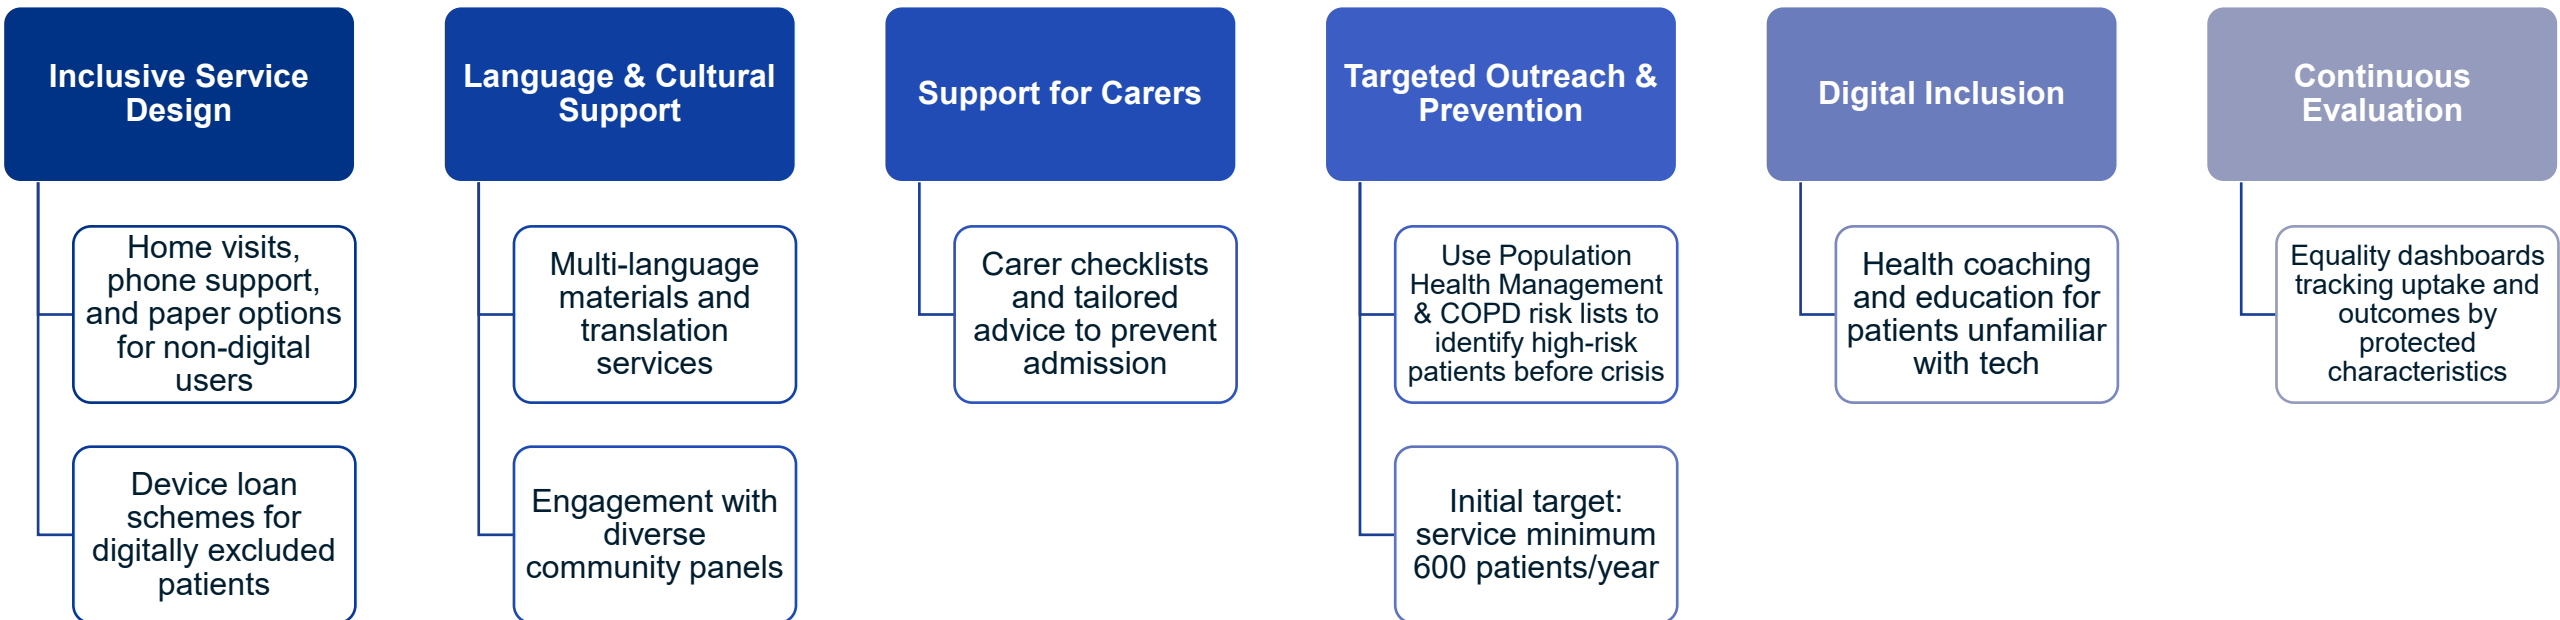 Inclusive Service
Design
Home visits,
phone support,
and paper options
for non-digital
users
Device loan
schemes for
digitally excluded
patients
Language & Cultural
Support
Multi-language
materials and
translation
services
Engagement with
diverse
community panels
Support for Carers
Carer checklists
and tailored
advice to prevent
admission
Targeted Outreach &
Prevention
Use Population
Health Management
& COPD risk lists to
identify high-risk
patients before crisis
Initial target:
service minimum
600 patients/year
Digital Inclusion
Health coaching
and education for
patients unfamiliar
with tech
Continuous
Evaluation
Equality dashboards
tracking uptake and
outcomes by
protected
characteristics